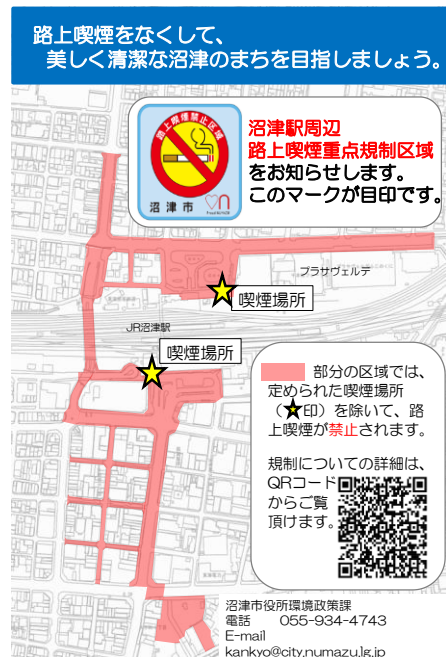 路上喫煙をなくして、
美しく清潔な沼津のまちを目指しましょう。
路上喫煙禁止区域
沼津市
沼津駅周辺
路上喫煙重点規制区域
をお知らせします。
このマークが目印です。
プラサヴェルデ
喫煙場所
JR沼津駅
喫煙場所
部分の区域では、
定められた喫煙場所
（★印）を除いて、路
上喫煙が禁止されます。
規制についての詳細は、
QRコード
からご覧
頂けます。
沼津市役所環境政策課
電話 055-934-4743
E-mail
kankyo@city.numazu.lg.jp